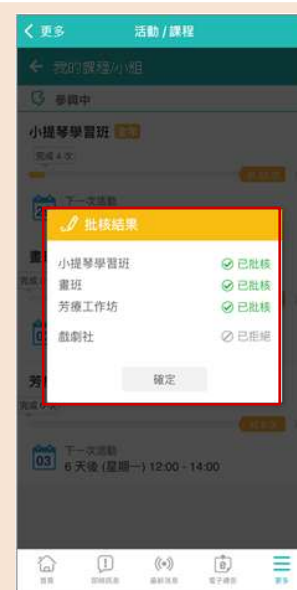 更多
活動 / 課程
我的課程/小組
參與中
小提琴學習班
完成 4 次
下一次活動
批核結果
小提琴學習班 已批核
畫班 已批核
芳療工作坊 已批核
戲劇社 已拒絕
確定
下一次活動
03
6 天後 (星期一) 12:00 - 14:00
更多